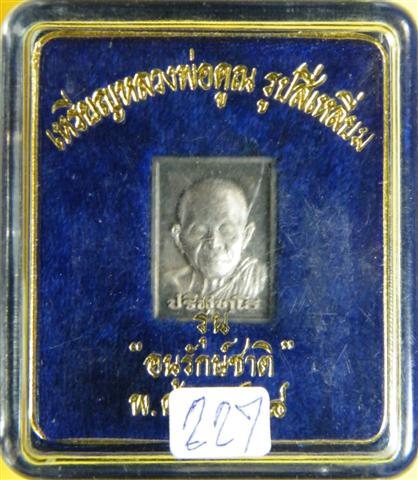 เหรียญหลวงพ่อคูณ รูปสี่เหลี่ยม
ปริสุทโธ
รุ่น
"อนุรักษ์ชาติ"
227